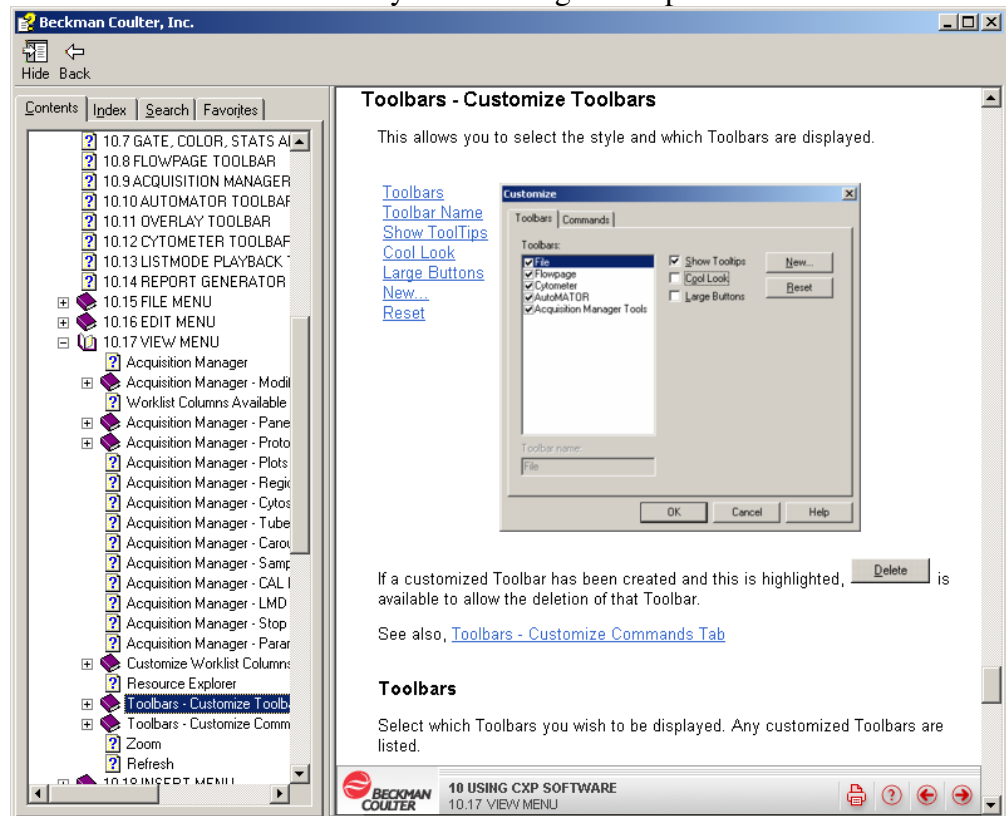 Beckman Coulter, Inc.
Hide Back
Contents Index Search Favorites
10.7 GATE, COLOR, STATS A
10.8 FLOWPAGE TOOLBAR
10.9 ACQUISITION MANAGER
10.10 AUTOMATOR TOOLBAR
10.11 OVERLAY TOOLBAR
10.12 CYTOMETER TOOLBAR
10.13 LISTMODE PLAYBACK
10.14 REPORT GENERATOR
10.15 FILE MENU
10.16 EDIT MENU
10.17 VIEW MENU
Acquisition Manager
Acquisition Manager - Modi
Worklist Columns Available
Acquisition Manager - Pane
Acquisition Manager - Proto
Acquisition Manager - Plots
Acquisition Manager - Regi
Acquisition Manager - Cytos
Acquisition Manager - Tube
Acquisition Manager - Carou
Acquisition Manager - Samp
Acquisition Manager - CAL
Acquisition Manager - LMD
Acquisition Manager - Stop
Acquisition Manager - Parar
Customize Worklist Columns
Resource Explorer
Toolbars - Customize Toolb
Toolbars - Customize Comm
Zoom
Refresh
10.18 INSERT MENU
Toolbars - Customize Toolbars
This allows you to select the style and which Toolbars are displayed.
Toolbars
Toolbar Name
Show ToolTips
Cool Look
Large Buttons
New...
Reset
Customize
Toolbars Commands
Toolbars:
File
Flowpage
Cytometer
AutoMATOR
Acquisition Manager Tools
Show Tooltips
Cool Look
Large Buttons
New...
Reset
Toolbar name:
File
OK Cancel Help
If a customized Toolbar has been created and this is highlighted, Delete is
available to allow the deletion of that Toolbar.
See also, Toolbars - Customize Commands Tab
Toolbars
Select which Toolbars you wish to be displayed. Any customized Toolbars are
listed.
BECKMAN
COULTER
10 USING CXP SOFTWARE
10.17 VIEW MENU